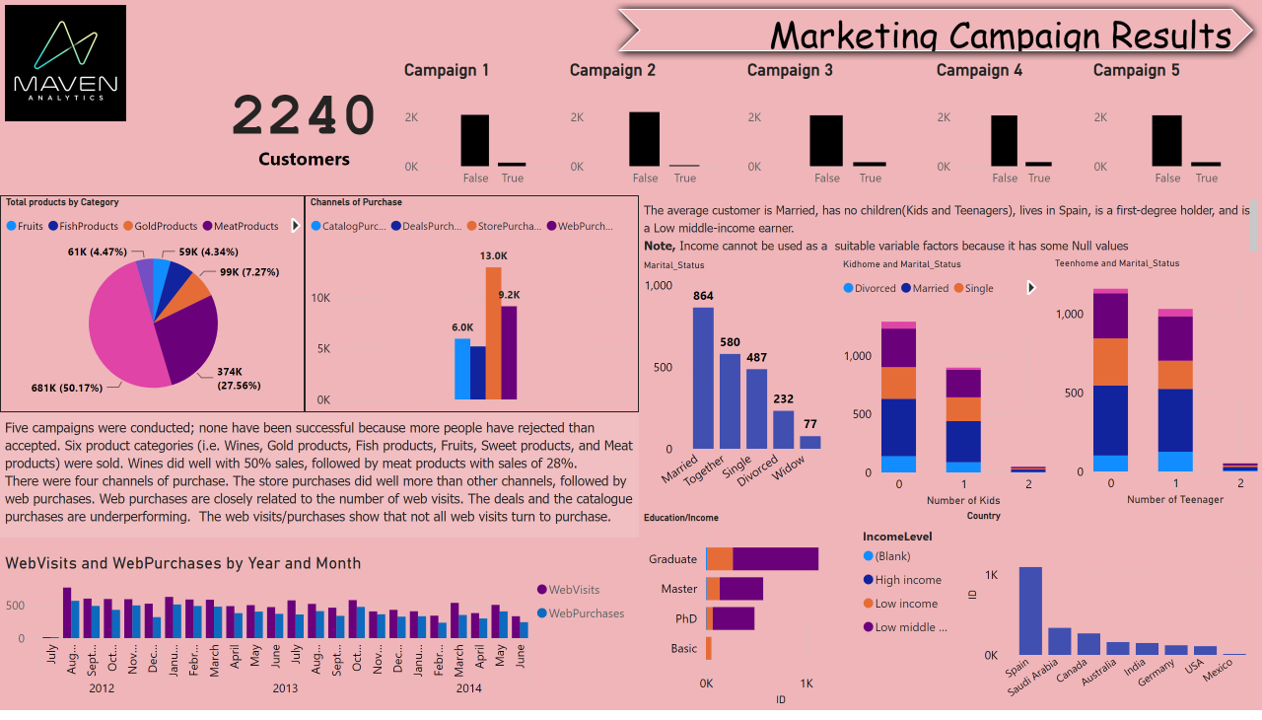 MAVEN
ANALYTICS
Marketing Campaign Results
2240
Customers
Campaign 1
2K
0K
False True
Campaign 2
2K
0K
False True
Campaign 3
2K
0K
False True
Campaign 4
2K
0K
False True
Campaign 5
2K
0K
False True
Total products by Category
Fruits FishProducts GoldProducts MeatProducts
61K (4.47%)
59K (4.34%)
99K (7.27%)
374K
(27.56%)
681K (50.17%)
Channels of Purchase
CatalogPurc... DealsPurch... StorePurcha... WebPurch...
10K
5K
0K
6.0K
13.0K
9.2K
The average customer is Married, has no children(Kids and Teenagers), lives in Spain, is a first-degree holder, and is
a Low middle-income earner.
Note, Income cannot be used as a suitable variable factors because it has some Null values
Marital_Status
1,000
500
0
864
580
487
232
77
Married
Together
Single
Divorced
Widow
Kidhome and Marital_Status
Divorced Married Single
1,000
500
0
0 1 2
Number of Kids
Teenhome and Marital_Status
1,000
500
0
0 1 2
Number of Teenager
Five campaigns were conducted; none have been successful because more people have rejected than
accepted. Six product categories (i.e. Wines, Gold products, Fish products, Fruits, Sweet products, and Meat
products) were sold. Wines did well with 50% sales, followed by meat products with sales of 28%.
There were four channels of purchase. The store purchases did well more than other channels, followed by
web purchases. Web purchases are closely related to the number of web visits. The deals and the catalogue
purchases are underperforming. The web visits/purchases show that not all web visits turn to purchase.
WebVisits and WebPurchases by Year and Month
500
0
WebVisits
WebPurchases
July
Aug...
Sept...
Oct...
Nov...
Dec...
Janu...
Febr...
March
April
May
June
July
Aug...
Sept...
Oct...
Nov...
Dec...
Janu...
Febr...
March
April
May
June
2012
2013
2014
Education/Income
Graduate
Master
PhD
Basic
0K 1K
ID
IncomeLevel
(Blank)
High income
Low income
Low middle ...
Country
1K
0K
ID
Spain
Saudi Arabia
Canada
Australia
India
Germany
USA
Mexico